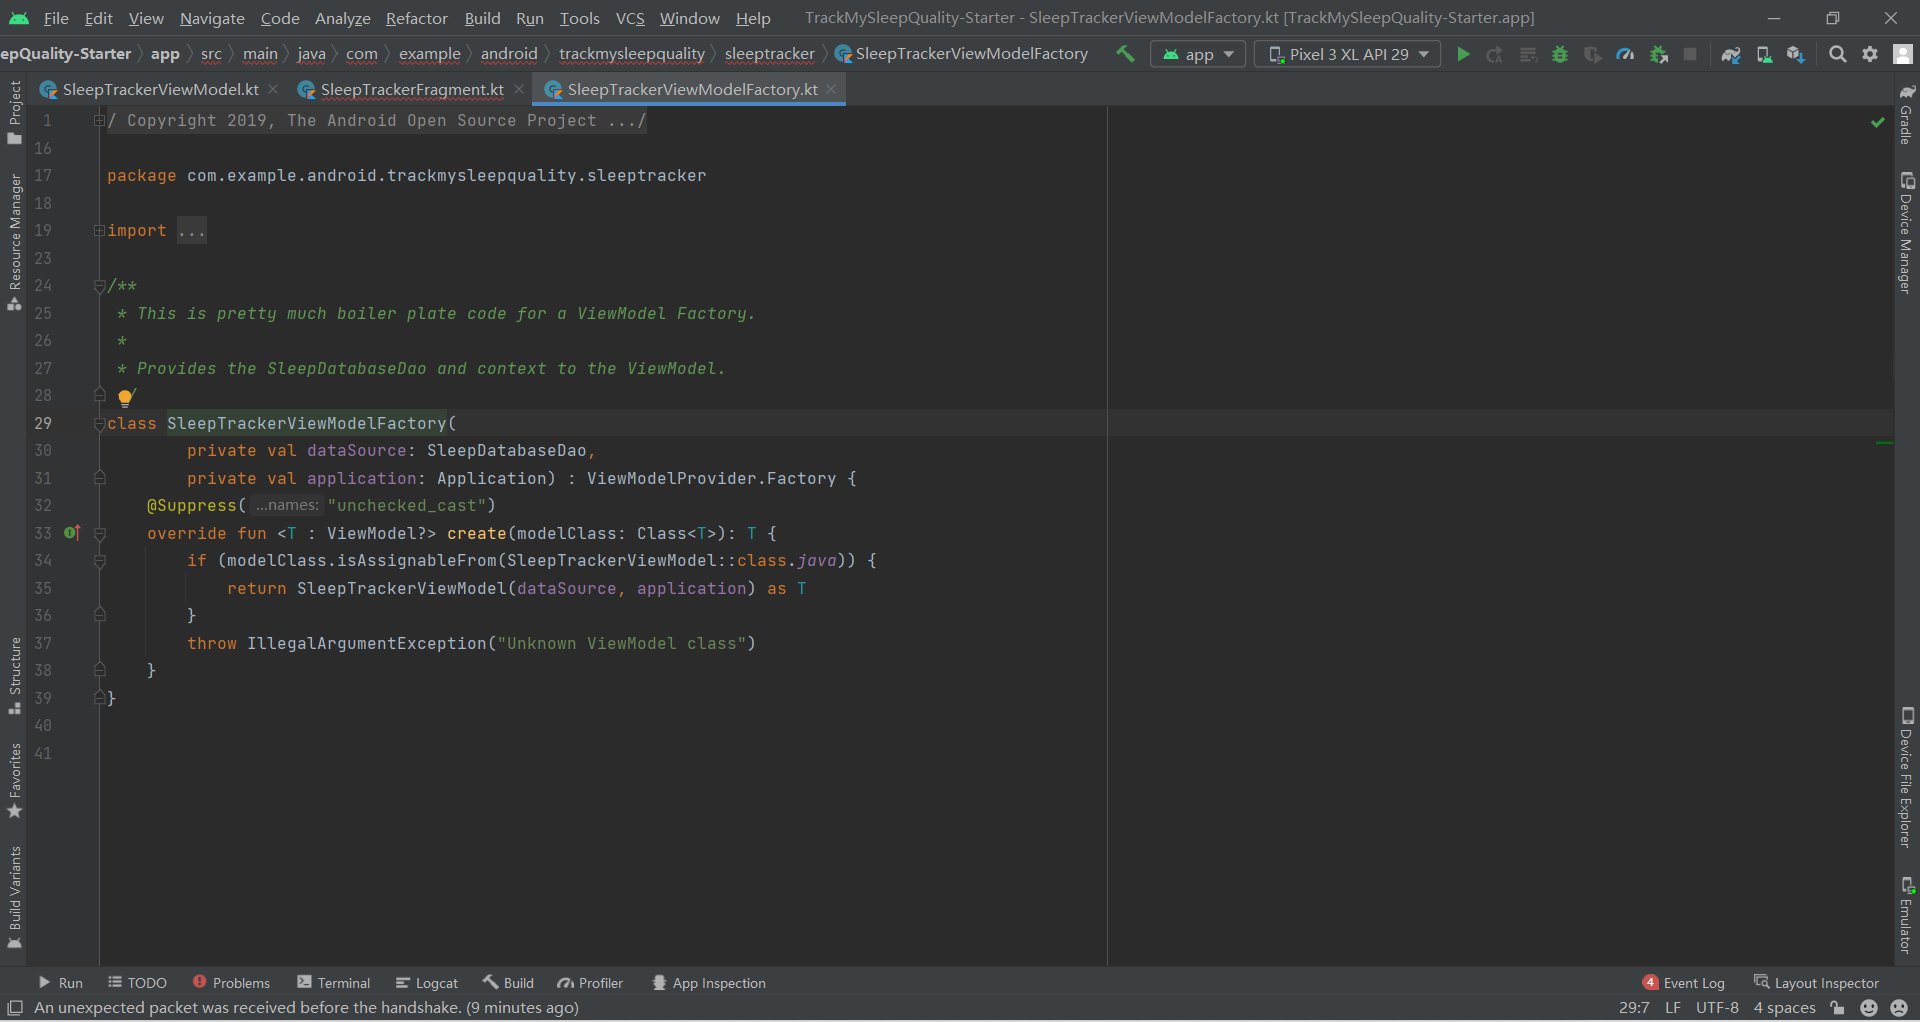 File Edit View Navigate Code Analyze Refactor Build Run Tools VCS Window Help TrackMySleepQuality-Starter - SleepTrackerViewModelFactory.kt [TrackMySleepQuality-Starter.app]
epQuality-Starter app src main java com example android trackmysleepquality sleeptracker SleepTrackerViewModelFactory app Pixel 3 XL API 29
SleepTrackerViewModel.kt SleepTrackerFragment.kt SleepTrackerViewModelFactory.kt
Project
Resource Manager
Structure
Favorites
Build Variants
1 / Copyright 2019, The Android Open Source Project .../
16
17 package com.example.android.trackmysleepquality.sleeptracker
18
19 import ...
23
24 /**
25 * This is pretty much boiler plate code for a ViewModel Factory.
26 *
27 * Provides the SleepDatabaseDao and context to the ViewModel.
28 /
29 class SleepTrackerViewModelFactory(
30 private val dataSource: SleepDatabaseDao,
31 private val application: Application) : ViewModelProvider.Factory {
32 @Suppress( ...names: "unchecked_cast")
33 override fun <T : ViewModel?> create(modelClass: Class<T>): T {
34 if (modelClass.isAssignableFrom(SleepTrackerViewModel::class.java)) {
35 return SleepTrackerViewModel(dataSource, application) as T
36 }
37 throw IllegalArgumentException("Unknown ViewModel class")
38 }
39 }
40
41
Gradle
Device Manager
Device File Explorer
Emulator
Run TODO Problems Terminal Logcat Build Profiler App Inspection 4 Event Log Layout Inspector
An unexpected packet was received before the handshake. (9 minutes ago) 29:7 LF UTF-8 4 spaces